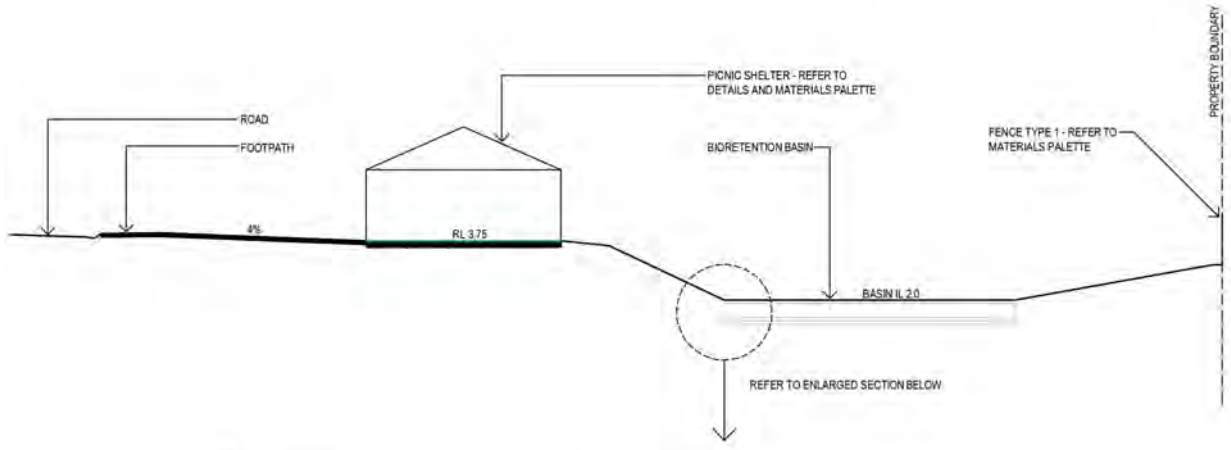 PROPERTY BOUNDARY
PICNIC SHELTER - REFER TO
DETAILS AND MATERIALS PALETTE
ROAD
FOOTPATH
BIORETENTION BASIN
FENCE TYPE 1 - REFER TO
MATERIALS PALETTE
4%
RL 3.75
BASIN IL 2.0
REFER TO ENLARGED SECTION BELOW